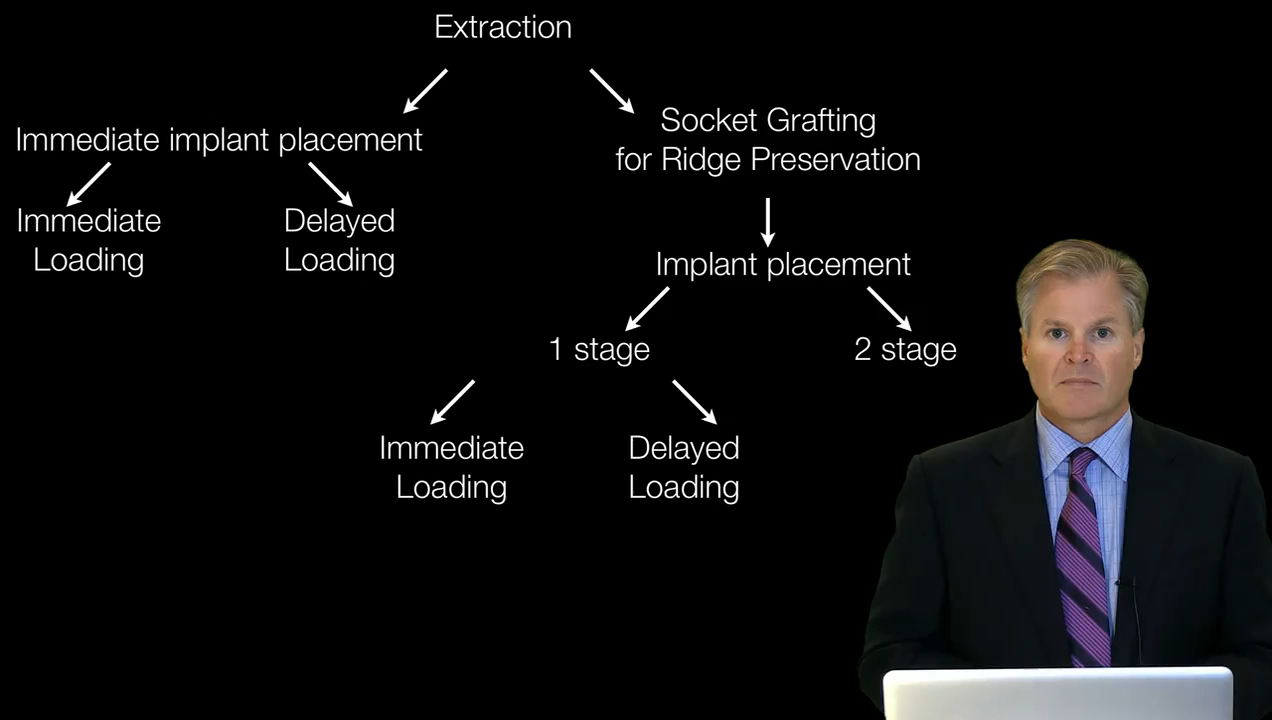 Extraction
Immediate implant placement
Socket Grafting
for Ridge Preservation
Immediate
Loading
Delayed
Loading
Implant placement
1 stage
2 stage
Immediate
Loading
Delayed
Loading